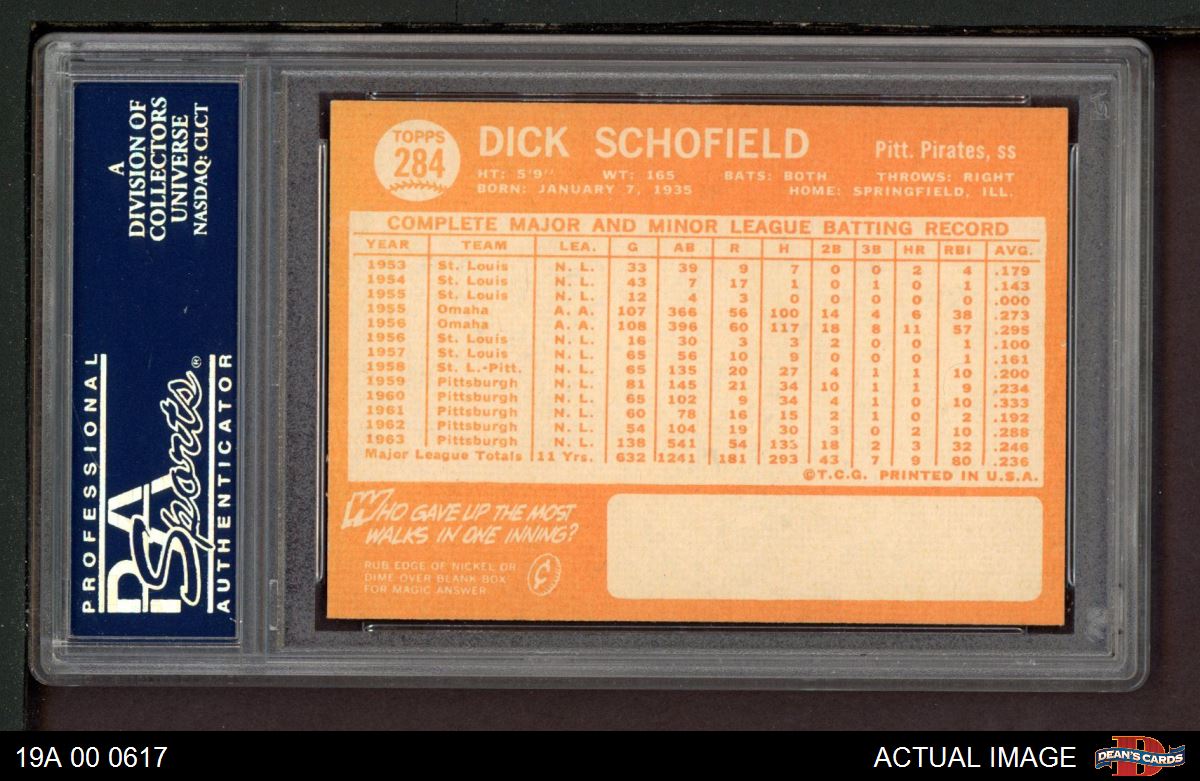 A
DIVISION OF
COLLECTORS
UNIVERSE
NASDAQ: CLCT
PROFESSIONAL
PSA
Sports®
AUTHENTICATOR
TOPPS
284
DICK SCHOFIELD
Pitt. Pirates, ss
HT: 5'9" WT: 165 BATS: BOTH THROWS: RIGHT
BORN: JANUARY 7, 1935 HOME: SPRINGFIELD, ILL.
COMPLETE MAJOR AND MINOR LEAGUE BATTING RECORD
YEAR TEAM LEA. G AB R H 2B 3B HR RBI AVG.
1953 St. Louis N. L. 33 39 9 7 0 0 2 4 .179
1954 St. Louis N. L. 43 7 17 1 0 1 0 1 .143
1955 St. Louis N. L. 12 4 3 0 0 0 0 0 .000
1955 Omaha A. A. 107 366 56 100 14 4 6 38 .273
1956 Omaha A. A. 108 396 60 117 18 8 11 57 .295
1956 St. Louis N. L. 16 30 3 3 2 0 0 1 .100
1957 St. Louis N. L. 65 56 10 9 0 0 0 1 .161
1958 St. L.-Pitt. N. L. 65 135 20 27 4 1 1 10 .200
1959 Pittsburgh N. L. 81 145 21 34 10 1 1 9 .234
1960 Pittsburgh N. L. 65 102 9 34 4 1 0 10 .333
1961 Pittsburgh N. L. 60 78 16 15 2 1 0 2 .192
1962 Pittsburgh N. L. 54 104 19 30 3 0 2 10 .288
1963 Pittsburgh N. L. 138 541 54 133 18 2 3 32 .246
Major League Totals 11 Yrs. 632 1241 181 293 43 7 9 80 .236
©T.C.G. PRINTED IN U.S.A.
WHO GAVE UP THE MOST
WALKS IN ONE INNING?
RUB EDGE OF NICKEL OR
DIME OVER BLANK BOX
FOR MAGIC ANSWER
¢
19A 00 0617
ACTUAL IMAGE
D
DEAN'S CARDS